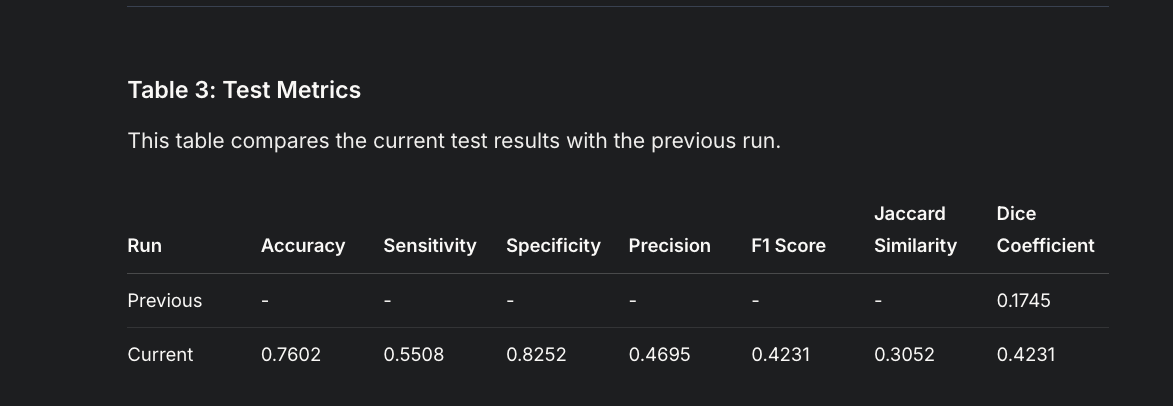 Table 3: Test Metrics
This table compares the current test results with the previous run.
Run Accuracy Sensitivity Specificity Precision F1 Score Jaccard Similarity Dice Coefficient
Previous - - - - - - 0.1745
Current 0.7602 0.5508 0.8252 0.4695 0.4231 0.3052 0.4231